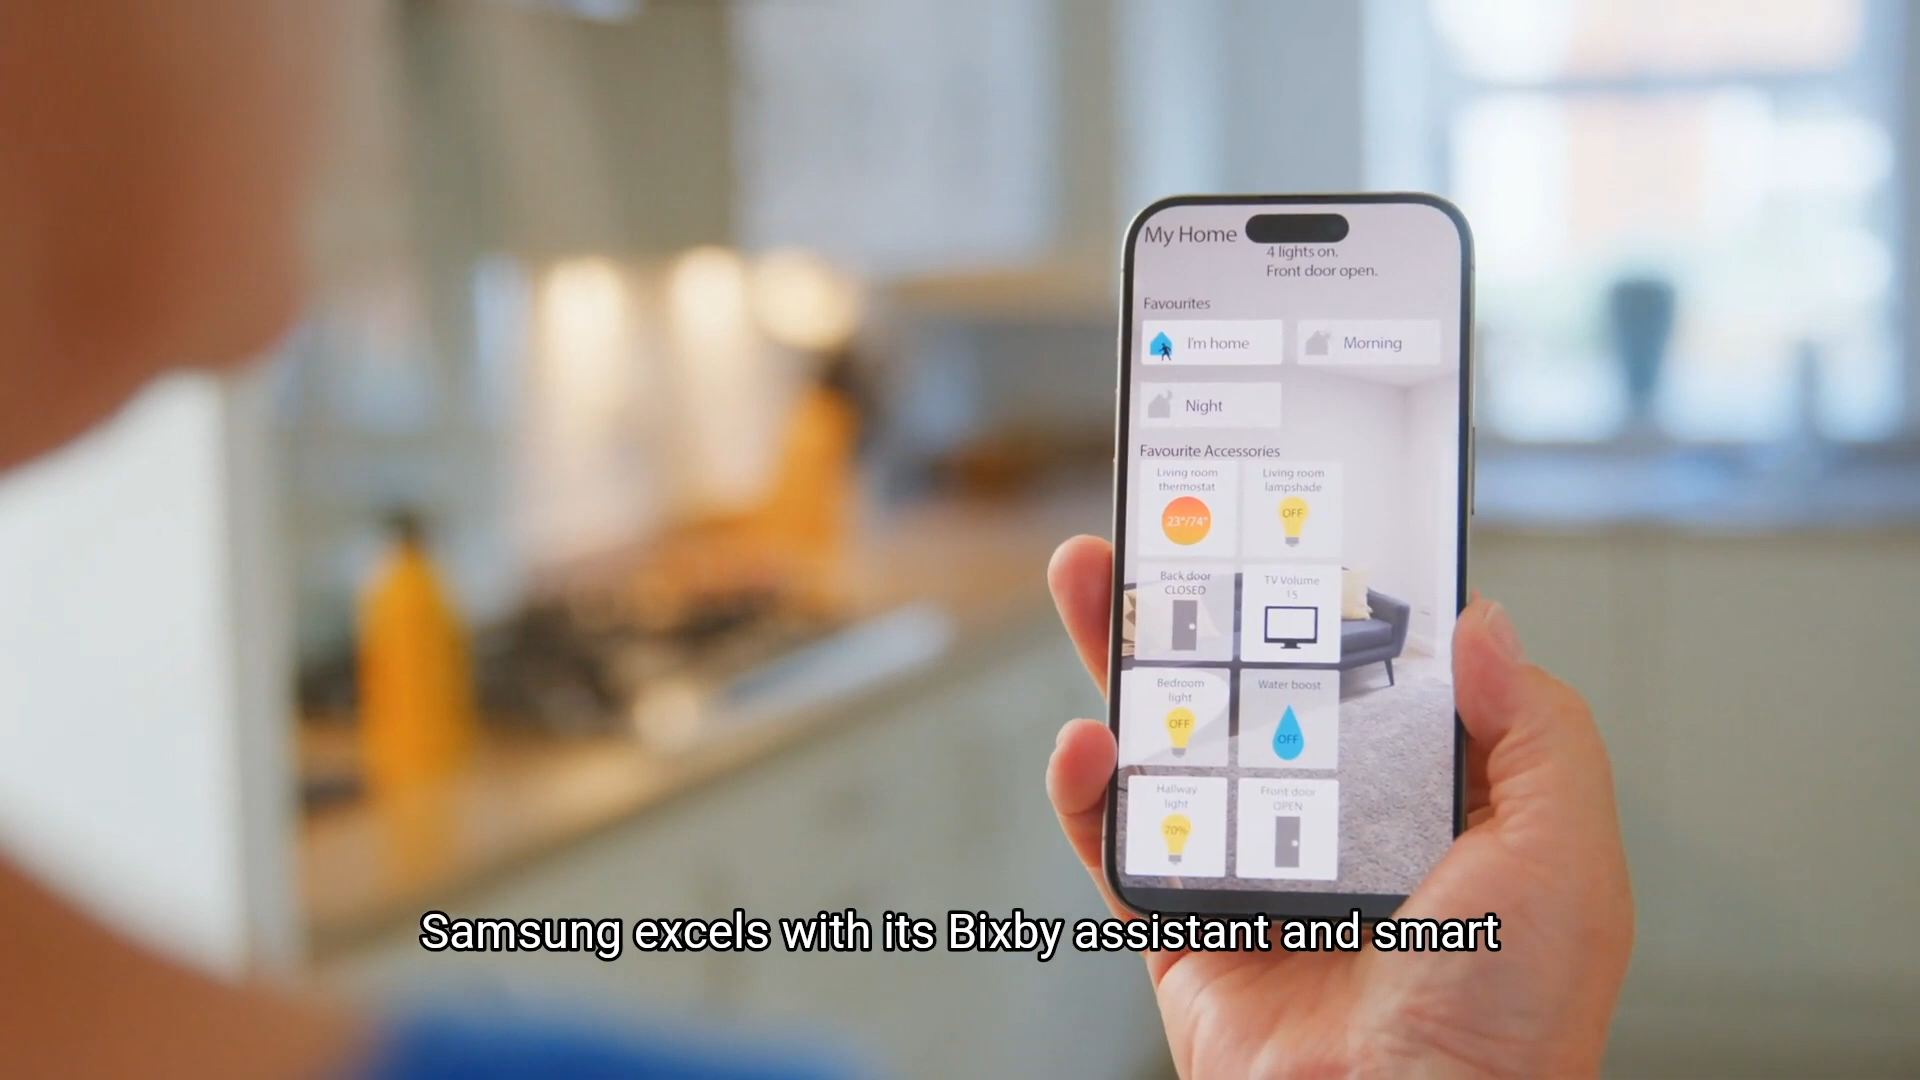 My Home
4 lights on.
Front door open.
Favourites
I'm home
Morning
Night
Favourite Accessories
Living room
thermostat
23°/74°
Living room
lampshade
OFF
Back door
CLOSED
TV Volume
15
Bedroom
light
OFF
Water boost
OFF
Hallway
light
70%
Front door
OPEN
Samsung excels with its Bixby assistant and smart